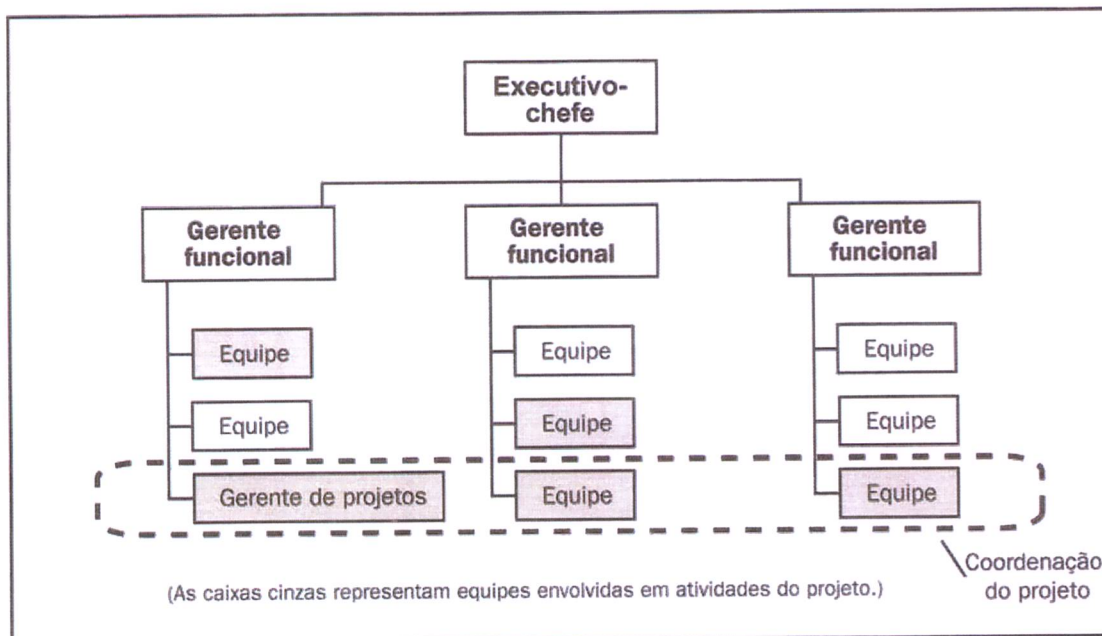 Executivo-
chefe
Gerente
funcional
Gerente
funcional
Gerente
funcional
Equipe
Equipe
Equipe
Equipe
Equipe
Equipe
Gerente de projetos
Equipe
Equipe
Coordenação
do projeto
(As caixas cinzas representam equipes envolvidas em atividades do projeto.)